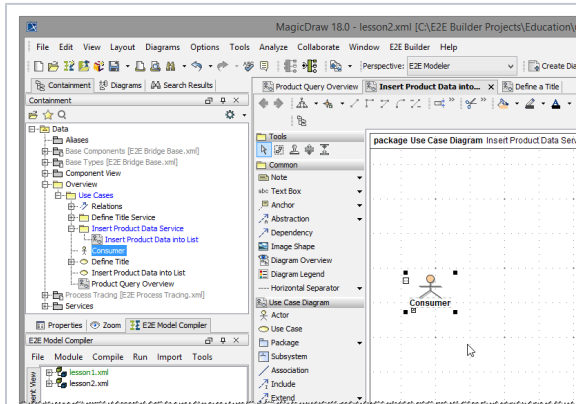 MagicDraw 18.0 - lesson2.xml [C:\E2E Builder Projects\Education\
File Edit View Layout Diagrams Options Tools Analyze Collaborate Window E2E Builder Help
Perspective: E2E Modeler Create Dia
Containment Diagrams Search Results
Containment
Data
Aliases
Base Components [E2E Bridge Base.xml]
Base Types [E2E Bridge Base.xml]
Component View
Overview
Use Cases
Relations
Define Title Service
Insert Product Data Service
Insert Product Data into List
Consumer
Define Title
Insert Product Data into List
Product Query Overview
Process Tracing [E2E Process Tracing.xml]
Services
Properties Zoom E2E Model Compiler
E2E Model Compiler
File Module Compile Run Import Tools
lesson1.xml
lesson2.xml
ent View
Product Query Overview Insert Product Data into... Define a Title
Tools
Common
Note
abc Text Box
Anchor
Abstraction
Dependency
Image Shape
Diagram Overview
Diagram Legend
Horizontal Separator
Use Case Diagram
Actor
Use Case
Package
Subsystem
Association
Include
Extend
package Use Case Diagram Insert Product Data Serv
Consumer